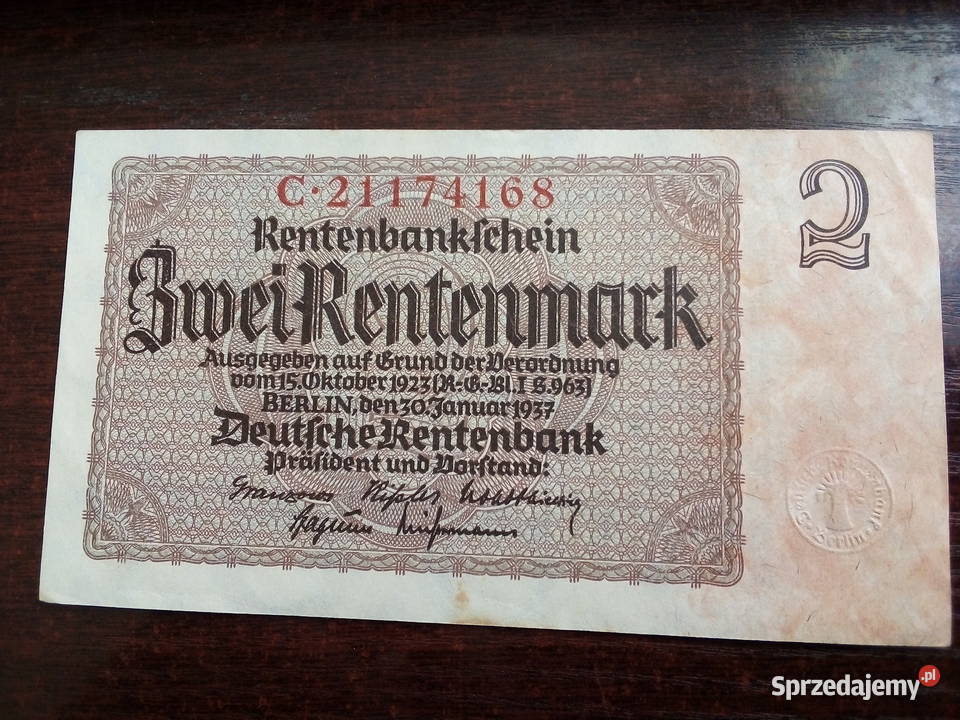 C·21174168
2
Rentenbankschein
Zwei Rentenmark
Ausgegeben auf Grund der Verordnung
vom 15. Oktober 1923 (R-G-Bl. I S. 963)
BERLIN, den 30. Januar 1937
Deutsche Rentenbank
Präsident und Vorstand:
Sprzedajemy.pl